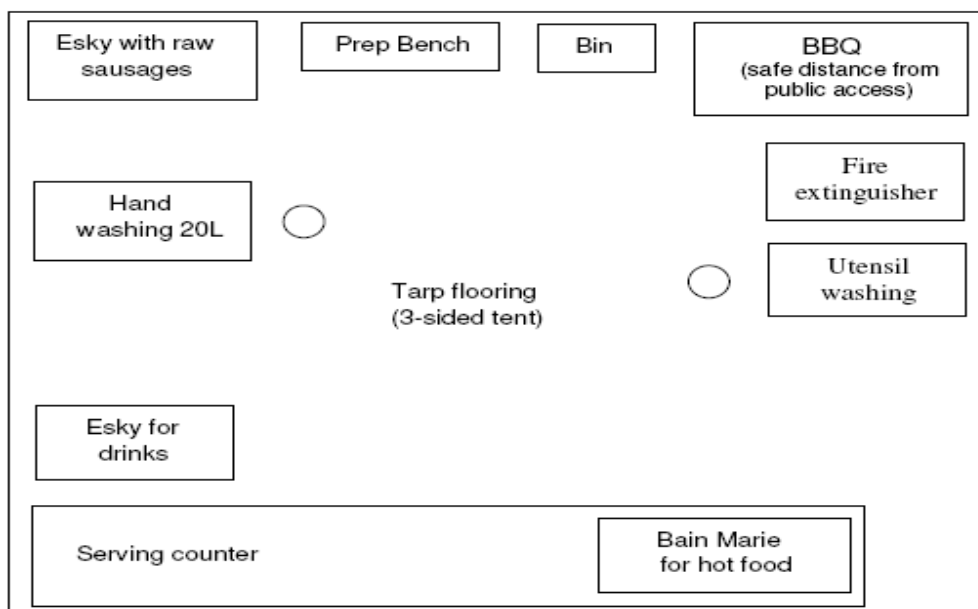 Esky with raw
sausages
Prep Bench
Bin
BBQ
(safe distance from
public access)
Hand
washing 20L
Fire
extinguisher
Utensil
washing
Tarp flooring
(3-sided tent)
Esky for
drinks
Serving counter
Bain Marie
for hot food